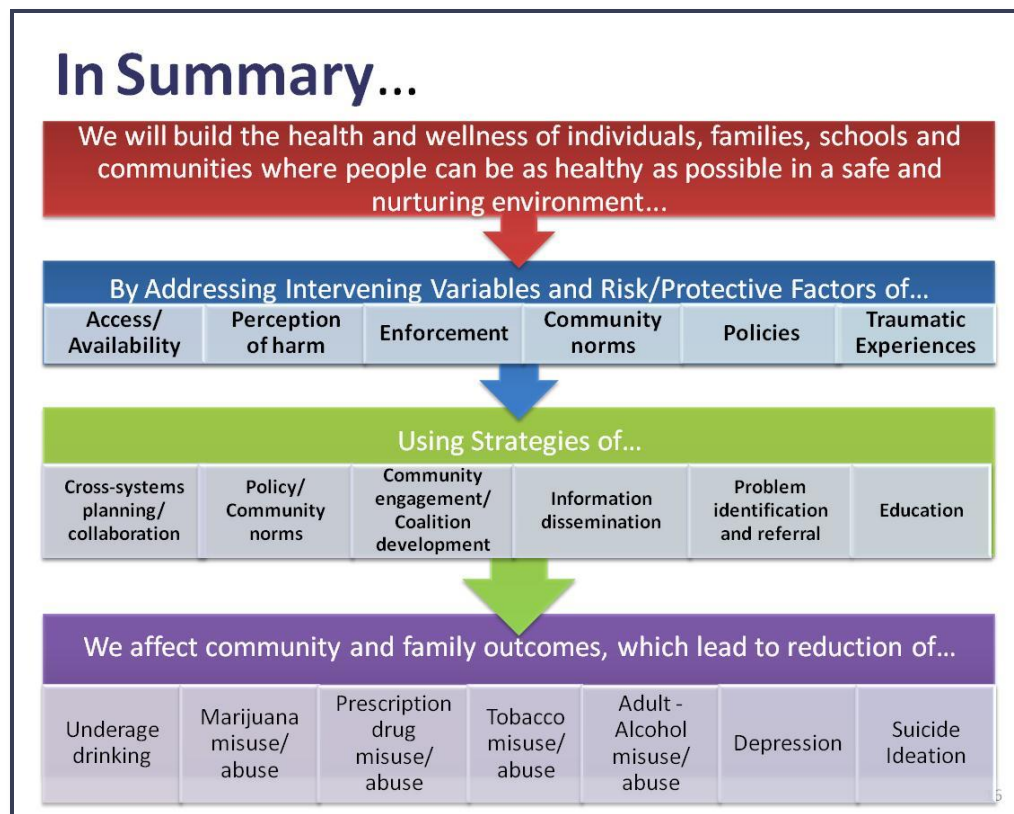 In Summary...
We will build the health and wellness of individuals, families, schools and
communities where people can be as healthy as possible in a safe and
nurturing environment...
By Addressing Intervening Variables and Risk/Protective Factors of...
Access/
Availability
Perception
of harm
Enforcement
Community
norms
Policies
Traumatic
Experiences
Using Strategies of...
Cross-systems
planning/
collaboration
Policy/
Community
norms
Community
engagement/
Coalition
development
Information
dissemination
Problem
identification
and referral
Education
We affect community and family outcomes, which lead to reduction of...
Underage
drinking
Marijuana
misuse/
abuse
Prescription
drug
misuse/
abuse
Tobacco
misuse/
abuse
Adult -
Alcohol
misuse/
abuse
Depression
Suicide
Ideation